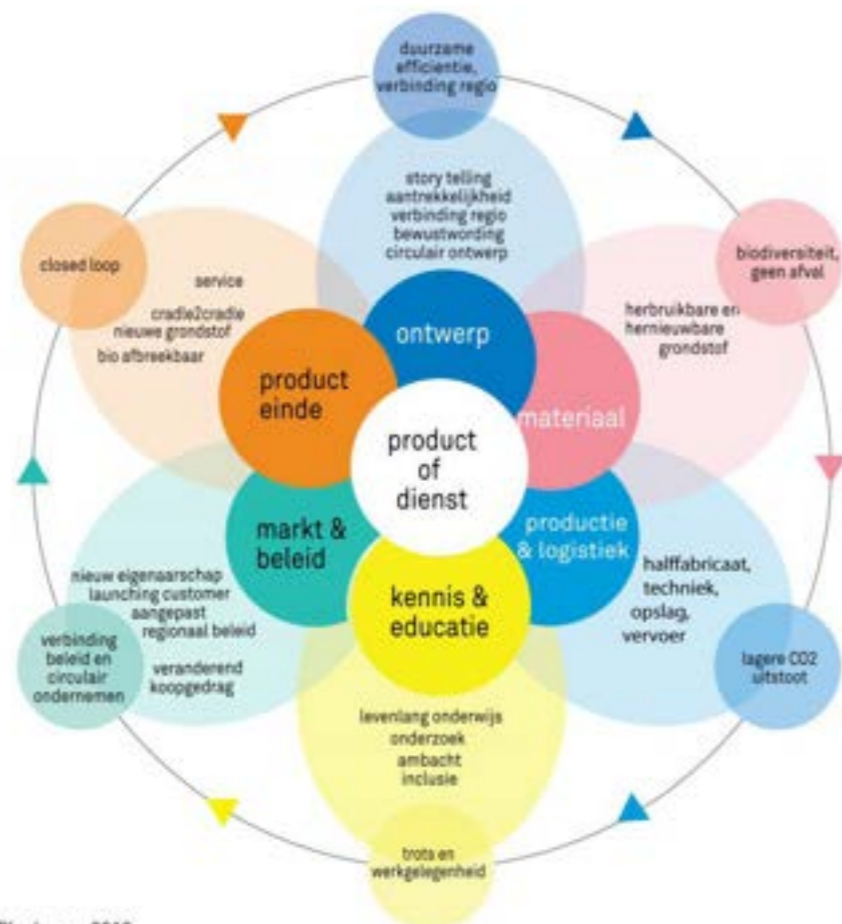 duurzame
efficientie,
verbinding regio
story telling
aantrekkelijkheid
verbinding regio
bewustwording
circulair ontwerp
ontwerp
biodiversiteit,
geen afval
herbruikbare en
hernieuwbare
grondstof
materiaal
productie
& logistiek
halffabricaat,
techniek,
opslag,
vervoer
lagere CO2
uitstoot
kennis &
educatie
levenlang onderwijs
onderzoek
ambacht
inclusie
trots en
werkgelegenheid
markt &
beleid
nieuw eigenaarschap
launching customer
aangepast
regionaal beleid
veranderend
koopgedrag
verbinding
beleid en
circulair
ondernemen
product
einde
service
cradle2cradle
nieuwe grondstof
bio afbreekbaar
closed loop
product
of
dienst